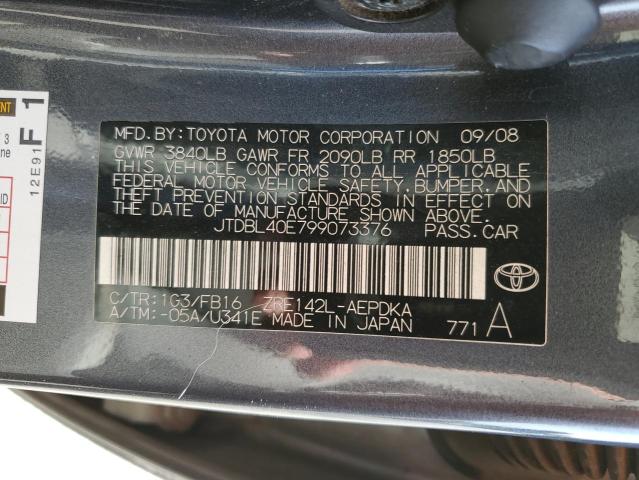 MFD.BY:TOYOTA MOTOR CORPORATION 09/08
GVWR 3840LB GAWR FR 2090LB RR 1850LB
THIS VEHICLE CONFORMS TO ALL APPLICABLE
FEDERAL MOTOR VEHICLE SAFETY, BUMPER, AND
THEFT PREVENTION STANDARDS IN EFFECT ON
THE DATE OF MANUFACTURE SHOWN ABOVE.
JTDBL40E799073376 PASS.CAR
C/TR:1G3/FB16 ZRE142L-AEPDKA
A/TM:-05A/U341E MADE IN JAPAN 771 A
F 1
12E91